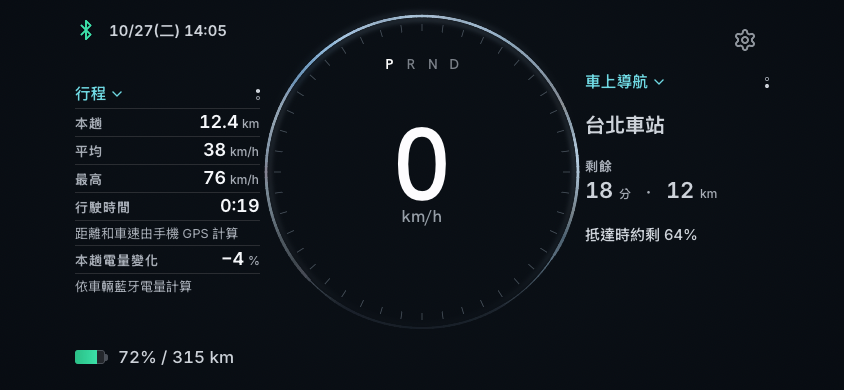 10/27(二) 14:05
行程
本趟 12.4 km
平均 38 km/h
最高 76 km/h
行駛時間 0:19
距離和車速由手機 GPS 計算
本趟電量變化 −4 %
依車輛藍牙電量計算
72% / 315 km
P R N D
0
km/h
車上導航
台北車站
剩餘
18 分 · 12 km
抵達時約剩 64%